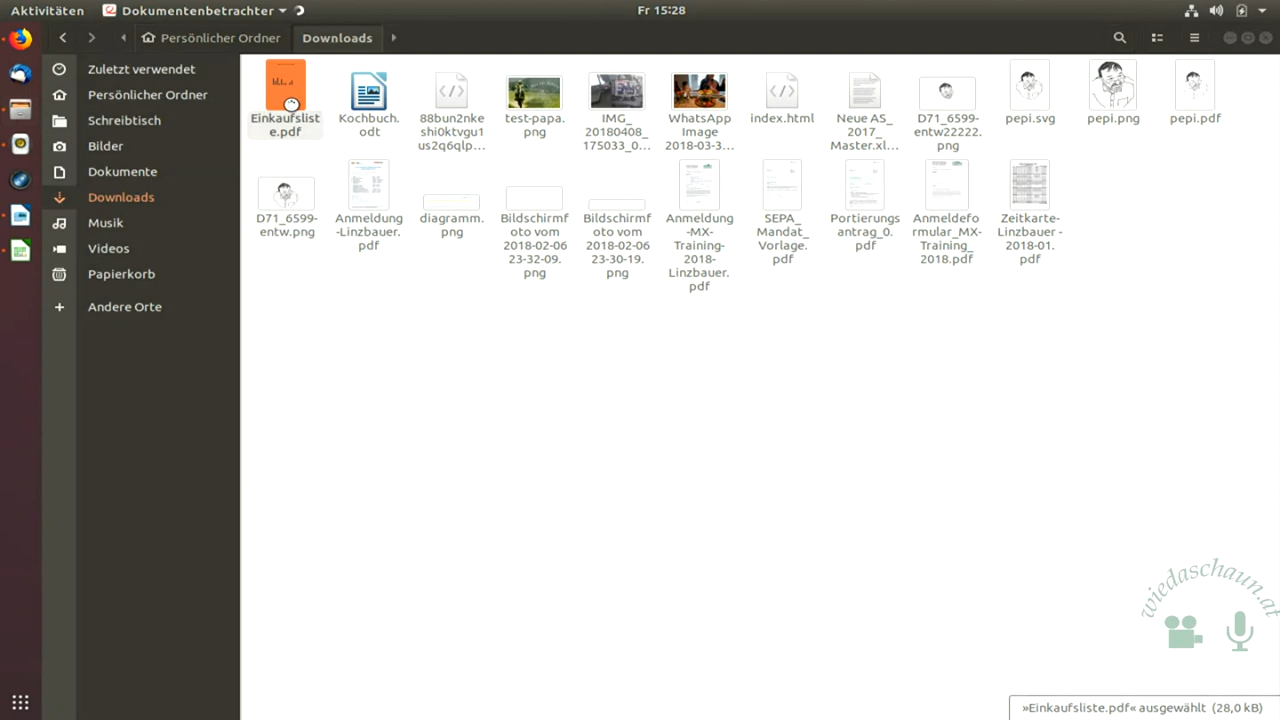 Aktivitäten
Dokumentenbetrachter
Fr 15:28
Persönlicher Ordner
Downloads
Zuletzt verwendet
Persönlicher Ordner
Schreibtisch
Bilder
Dokumente
Downloads
Musik
Videos
Papierkorb
Andere Orte
Einkaufslist
e.pdf
Kochbuch.
odt
88bun2nke
shi0ktvgu1
us2q6qlp...
test-papa.
png
IMG_
20180408_
175033_0...
WhatsApp
Image
2018-03-3...
index.html
Neue AS_
2017_
Master.xl...
D71_6599-
entw22222.
png
pepi.svg
pepi.png
pepi.pdf
D71_6599-
entw.png
Anmeldung
-Linzbauer.
pdf
diagramm.
png
Bildschirmf
oto vom
2018-02-06
23-32-09.
png
Bildschirmf
oto vom
2018-02-06
23-30-19.
png
Anmeldung
-MX-
Training-
2018-
Linzbauer.
pdf
SEPA_
Mandat_
Vorlage.
pdf
Portierungs
antrag_0.
pdf
Anmeldefo
rmular_MX-
Training_
2018.pdf
Zeitkarte-
Linzbauer -
2018-01.
pdf
wiedaschaun.at
»Einkaufsliste.pdf« ausgewählt (28,0 kB)